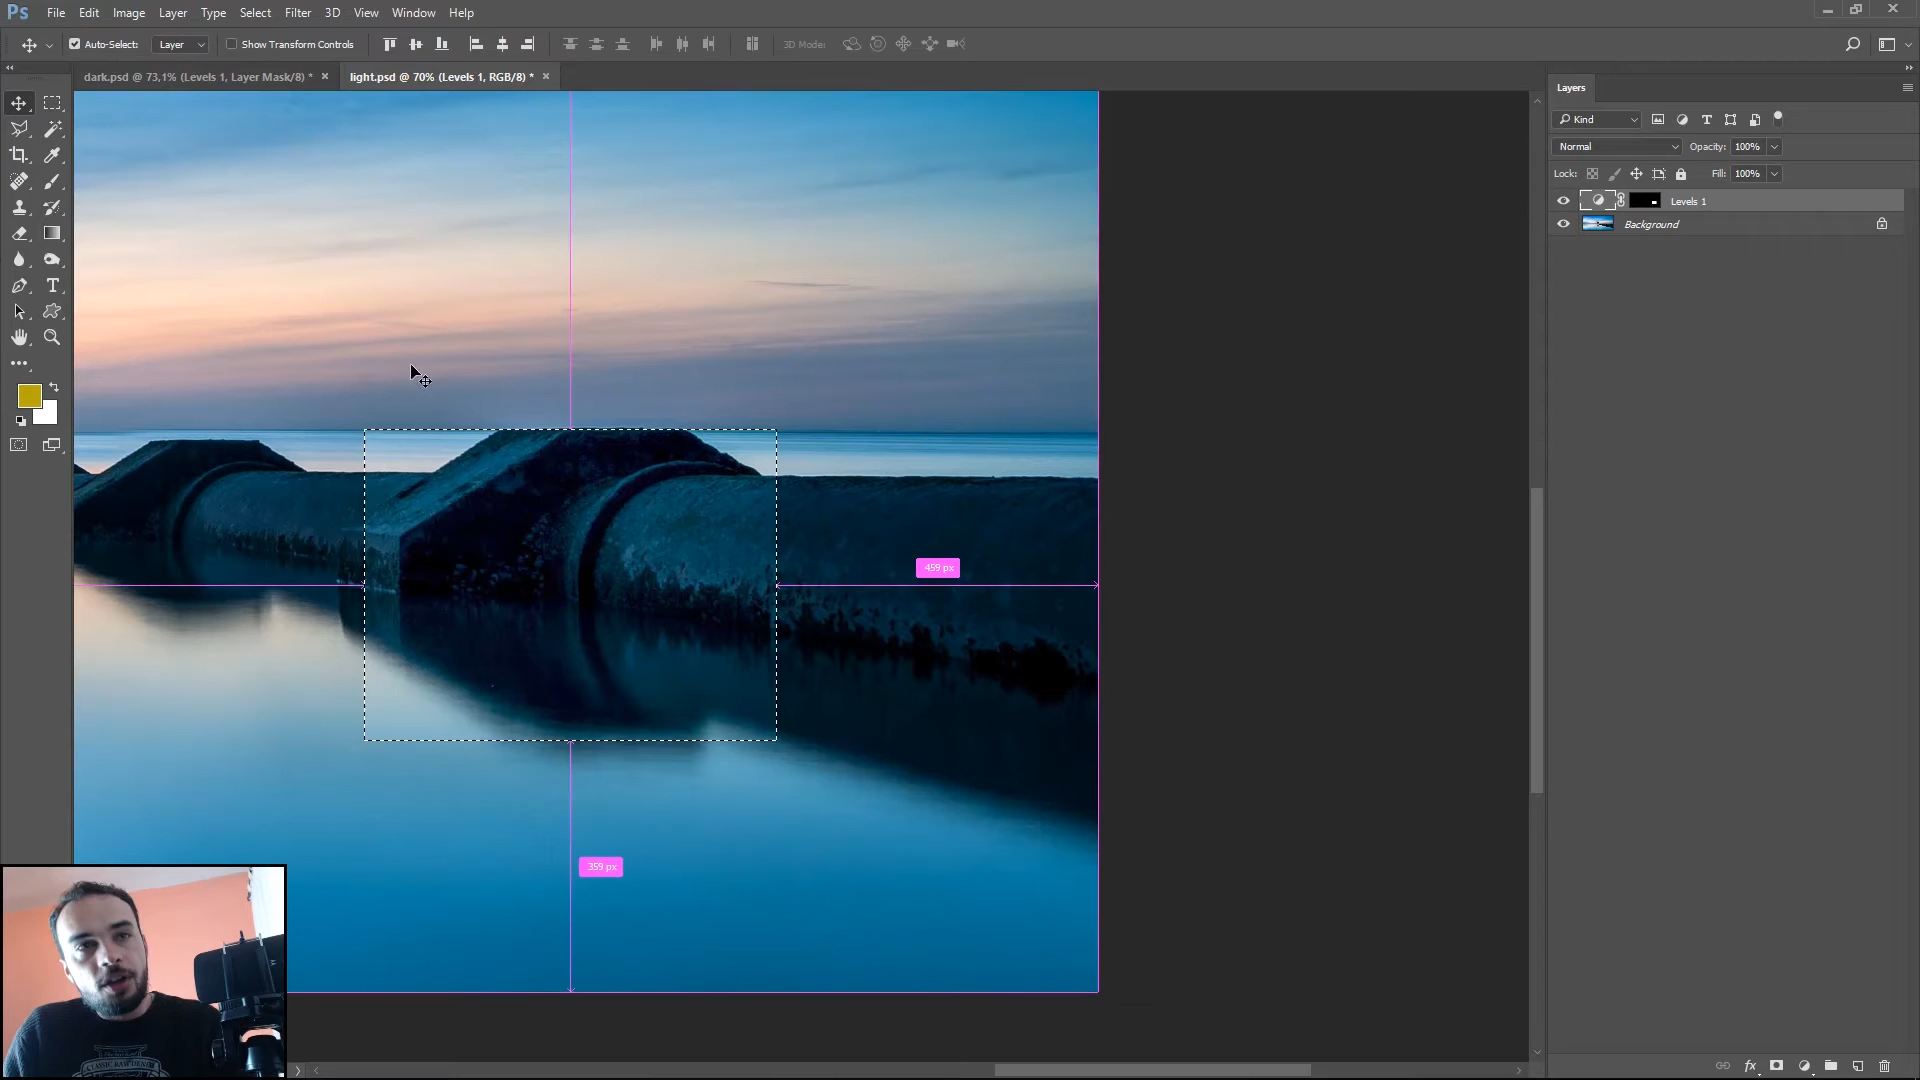 Ps File Edit Image Layer Type Select Filter 3D View Window Help
Auto-Select: Layer Show Transform Controls 3D Mode:
dark.psd @ 73,1% (Levels 1, Layer Mask/8) * × light.psd @ 70% (Levels 1, RGB/8) * ×
Layers
Kind
Normal Opacity: 100%
Lock: Fill: 100%
Levels 1
Background
459 px
359 px
fx